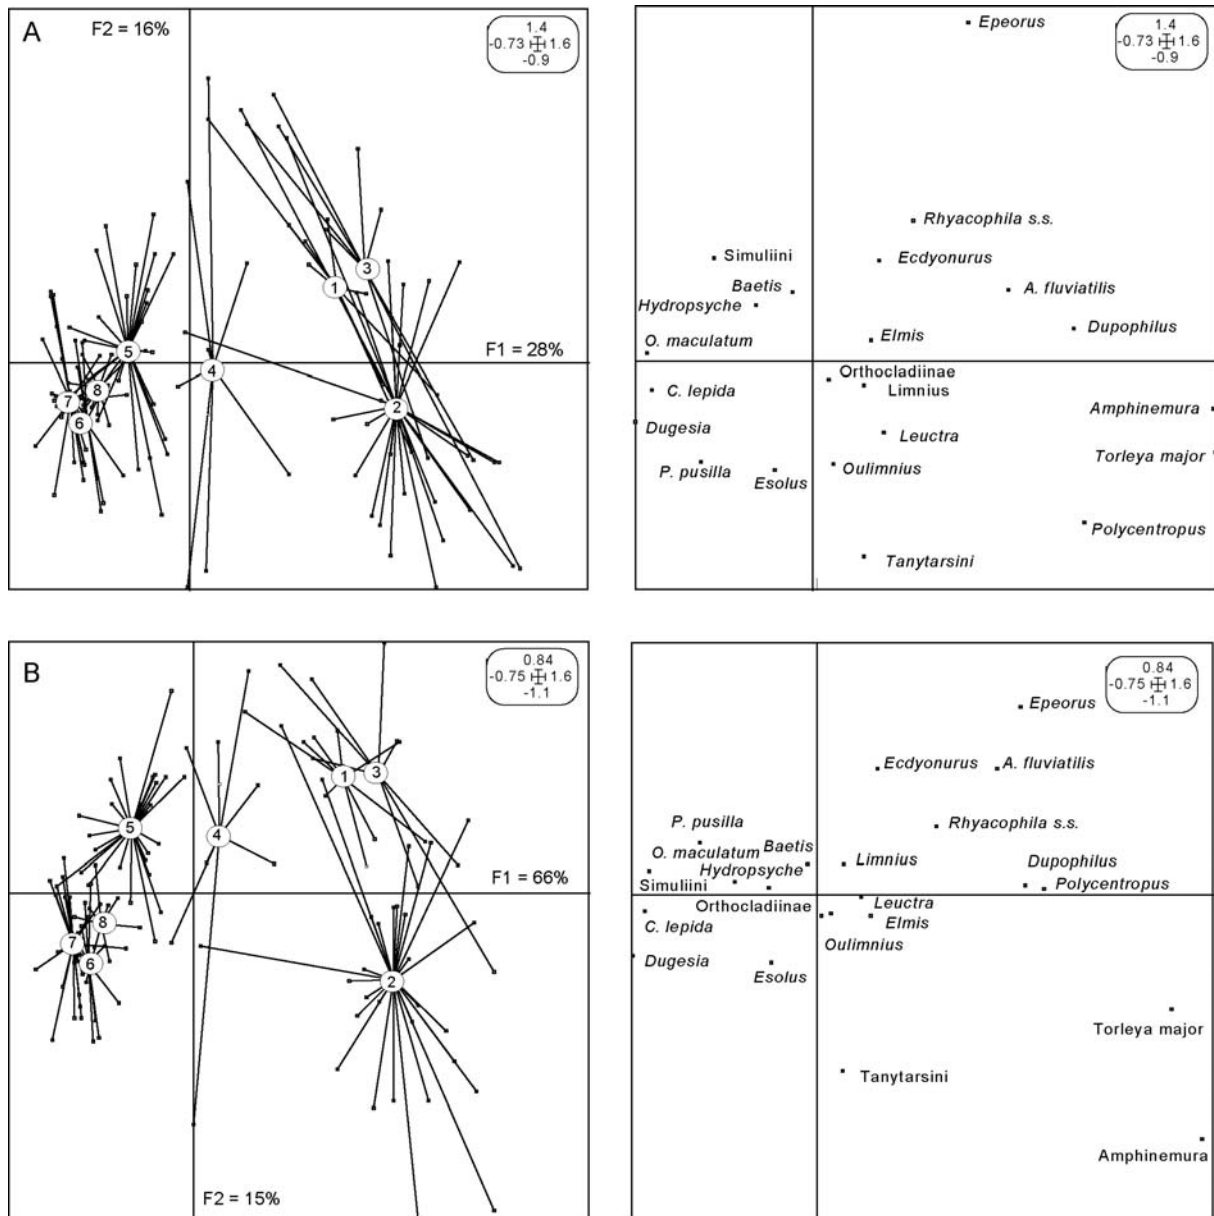 A
F2 = 16%
1.4
-0.73 1.6
-0.9
3
1
F1 = 28%
5
4
8
7
2
6
Epeorus
1.4
-0.73 1.6
-0.9
Rhyacophila s.s.
Simuliini
Ecdyonurus
Baetis
A. fluviatilis
Hydropsyche
Dupophilus
O. maculatum
Elmis
Orthocladiinae
C. lepida
Limnius
Amphinemura
Dugesia
Leuctra
Torleya major
P. pusilla
Oulimnius
Esolus
Polycentropus
Tanytarsini
B
0.84
-0.75 1.6
-1.1
1
3
5
4
F1 = 66%
8
7
6
2
F2 = 15%
0.84
-0.75 1.6
-1.1
Epeorus
Ecdyonurus
A. fluviatilis
P. pusilla
Rhyacophila s.s.
Baetis
O. maculatum
Limnius
Dupophilus
Hydropsyche
Simuliini
Polycentropus
Orthocladiinae
Leuctra
C. lepida
Elmis
Oulimnius
Dugesia
Esolus
Torleya major
Tanytarsini
Amphinemura